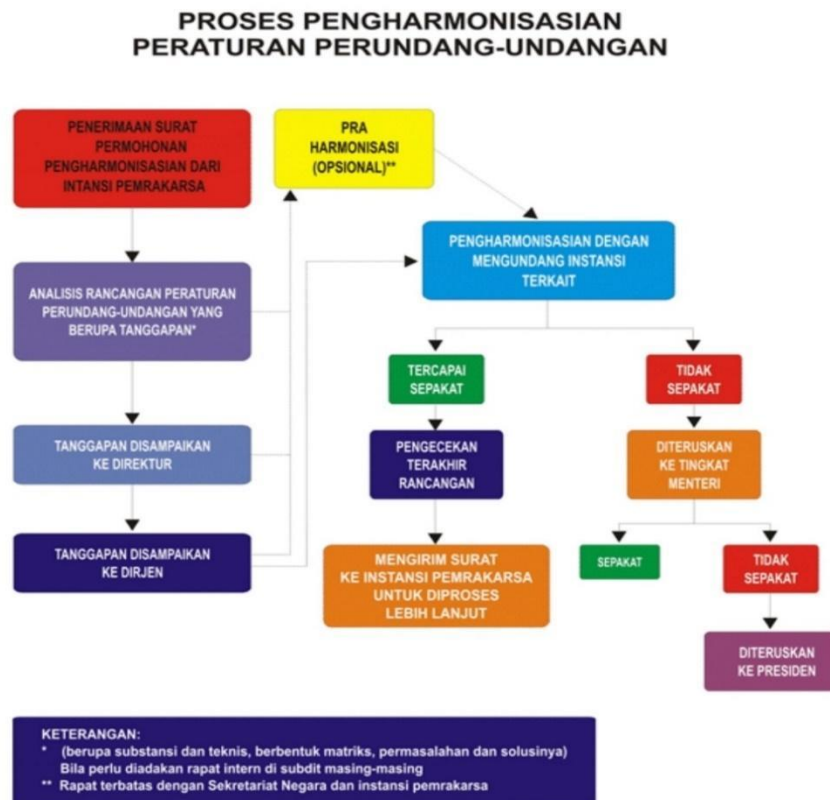 PROSES PENGHARMONISASIAN
PERATURAN PERUNDANG-UNDANGAN
PENERIMAAN SURAT
PERMOHONAN
PENGHARMONISASIAN DARI
INTANSI PEMRAKARSA
ANALISIS RANCANGAN PERATURAN
PERUNDANG-UNDANGAN YANG
BERUPA TANGGAPAN*
TANGGAPAN DISAMPAIKAN
KE DIREKTUR
TANGGAPAN DISAMPAIKAN
KE DIRJEN
PRA
HARMONISASI
(OPSIONAL)**
PENGHARMONISASIAN DENGAN
MENGUNDANG INSTANSI
TERKAIT
TERCAPAI
SEPAKAT
PENGECEKAN
TERAKHIR
RANCANGAN
MENGIRIM SURAT
KE INSTANSI PEMRAKARSA
UNTUK DIPROSES
LEBIH LANJUT
TIDAK
SEPAKAT
DITERUSKAN
KE TINGKAT
MENTERI
SEPAKAT
TIDAK
SEPAKAT
DITERUSKAN
KE PRESIDEN
KETERANGAN:
* (berupa substansi dan teknis, berbentuk matriks, permasalahan dan solusinya)
Bila perlu diadakan rapat intern di subdit masing-masing
** Rapat terbatas dengan Sekretariat Negara dan instansi pemrakarsa